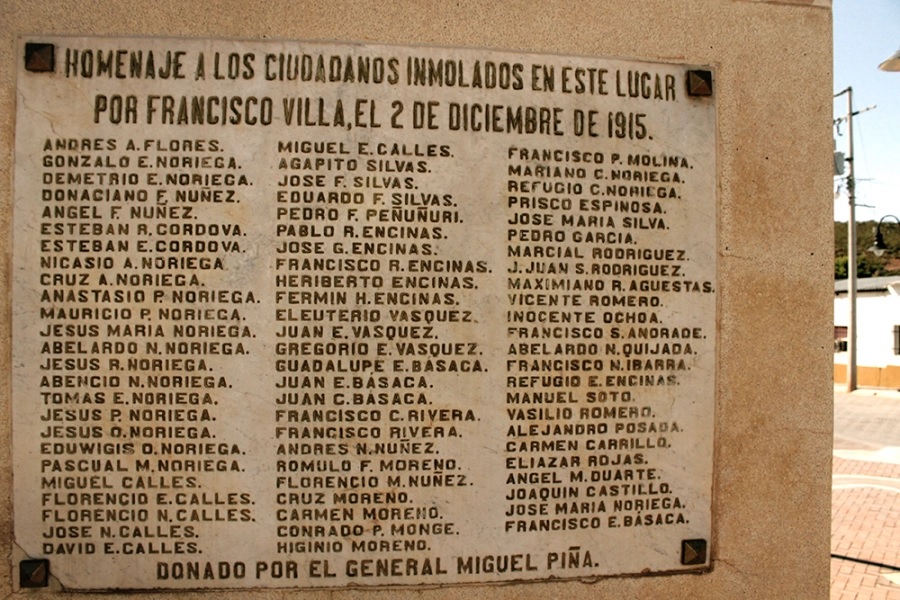 HOMENAJE A LOS CIUDADANOS INMOLADOS EN ESTE LUGAR
POR FRANCISCO VILLA, EL 2 DE DICIEMBRE DE 1915.
ANDRES A. FLORES.
GONZALO E. NORIEGA.
DEMETRIO E. NORIEGA.
DONACIANO F. NUÑEZ.
ANGEL F. NUÑEZ.
ESTEBAN R. CORDOVA.
ESTEBAN E. CORDOVA.
NICASIO A. NORIEGA
CRUZ A. NORIEGA.
ANASTASIO P. NORIEGA.
MAURICIO P. NORIEGA.
JESUS MARIA NORIEGA.
ABELARDO N. NORIEGA.
JESUS R. NORIEGA.
ABENCIO N. NORIEGA.
TOMAS E. NORIEGA.
JESUS P. NORIEGA.
JESUS O. NORIEGA.
EDUWIGIS O. NORIEGA.
PASCUAL M. NORIEGA.
MIGUEL CALLES.
FLORENCIO E. CALLES.
FLORENCIO N. CALLES.
JOSE N. CALLES.
DAVID E. CALLES.
MIGUEL E. CALLES.
AGAPITO SILVAS.
JOSE F. SILVAS.
EDUARDO F. SILVAS.
PEDRO F. PEÑUÑURI.
PABLO R. ENCINAS.
JOSE G. ENCINAS.
FRANCISCO R. ENCINAS.
HERIBERTO ENCINAS.
FERMIN H. ENCINAS.
ELEUTERIO VASQUEZ.
JUAN E. VASQUEZ.
GREGORIO E. VASQUEZ.
GUADALUPE E. BASACA.
JUAN E. BASACA.
JUAN C. BASACA.
FRANCISCO C. RIVERA.
FRANCISCO RIVERA.
ANDRES N. NUÑEZ.
ROMULO F. MORENO.
FLORENCIO M. NUÑEZ.
CRUZ MORENO.
CARMEN MORENO.
CONRADO P. MONGE.
HIGINIO MORENO.
FRANCISCO P. MOLINA.
MARIANO C. NORIEGA.
REFUGIO C. NORIEGA.
PRISCO ESPINOSA.
JOSE MARIA SILVA.
PEDRO GARCIA.
MARCIAL RODRIGUEZ.
J. JUAN S. RODRIGUEZ.
MAXIMIANO R. AGUESTAS.
VICENTE ROMERO.
INOCENTE OCHOA.
FRANCISCO S. ANDRADE.
ABELARDO N. QUIJADA.
FRANCISCO N. IBARRA.
REFUGIO E. ENCINAS.
MANUEL SOTO.
VASILIO ROMERO.
ALEJANDRO POSADA.
CARMEN CARRILLO.
ELIAZAR ROJAS.
ANGEL M. DUARTE.
JOAQUIN CASTILLO.
JOSE MARIA NORIEGA.
FRANCISCO E. BASACA.
DONADO POR EL GENERAL MIGUEL PIÑA.